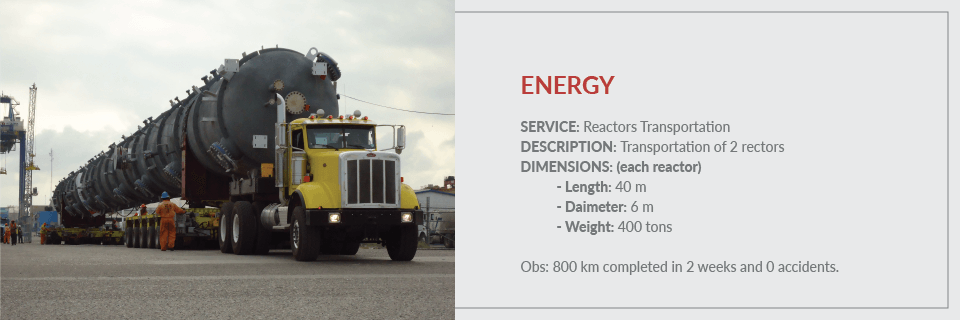 ENERGY
SERVICE: Reactors Transportation
DESCRIPTION: Transportation of 2 rectors
DIMENSIONS: (each reactor)
- Length: 40 m
- Daimeter: 6 m
- Weight: 400 tons
Obs: 800 km completed in 2 weeks and 0 accidents.